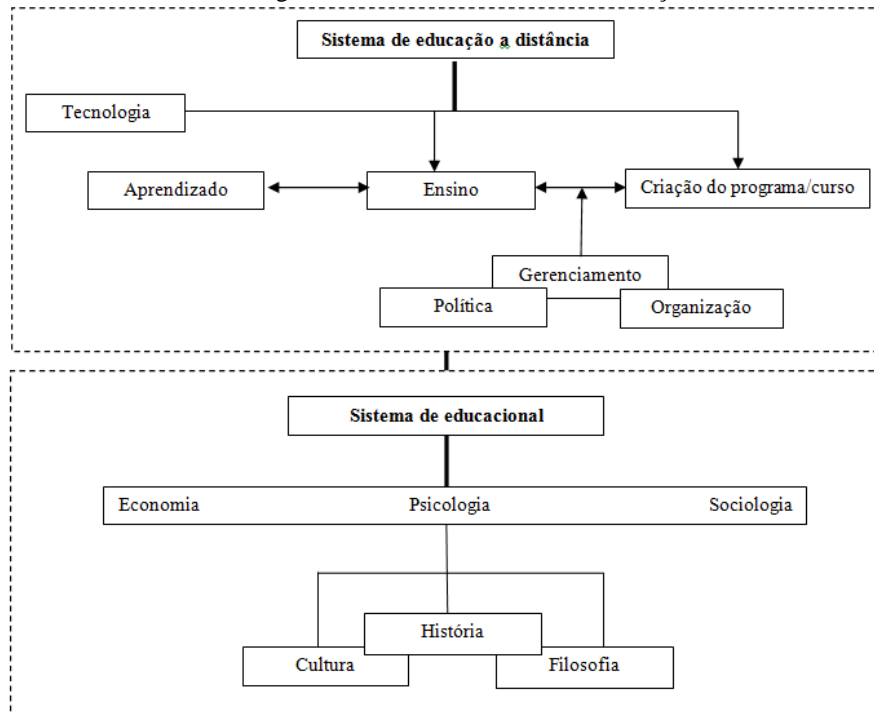 Sistema de educação a distância
Tecnologia
Aprendizado
Ensino
Criação do programa/curso
Gerenciamento
Política
Organização
Sistema de educacional
Economia Psicologia Sociologia
História
Cultura
Filosofia